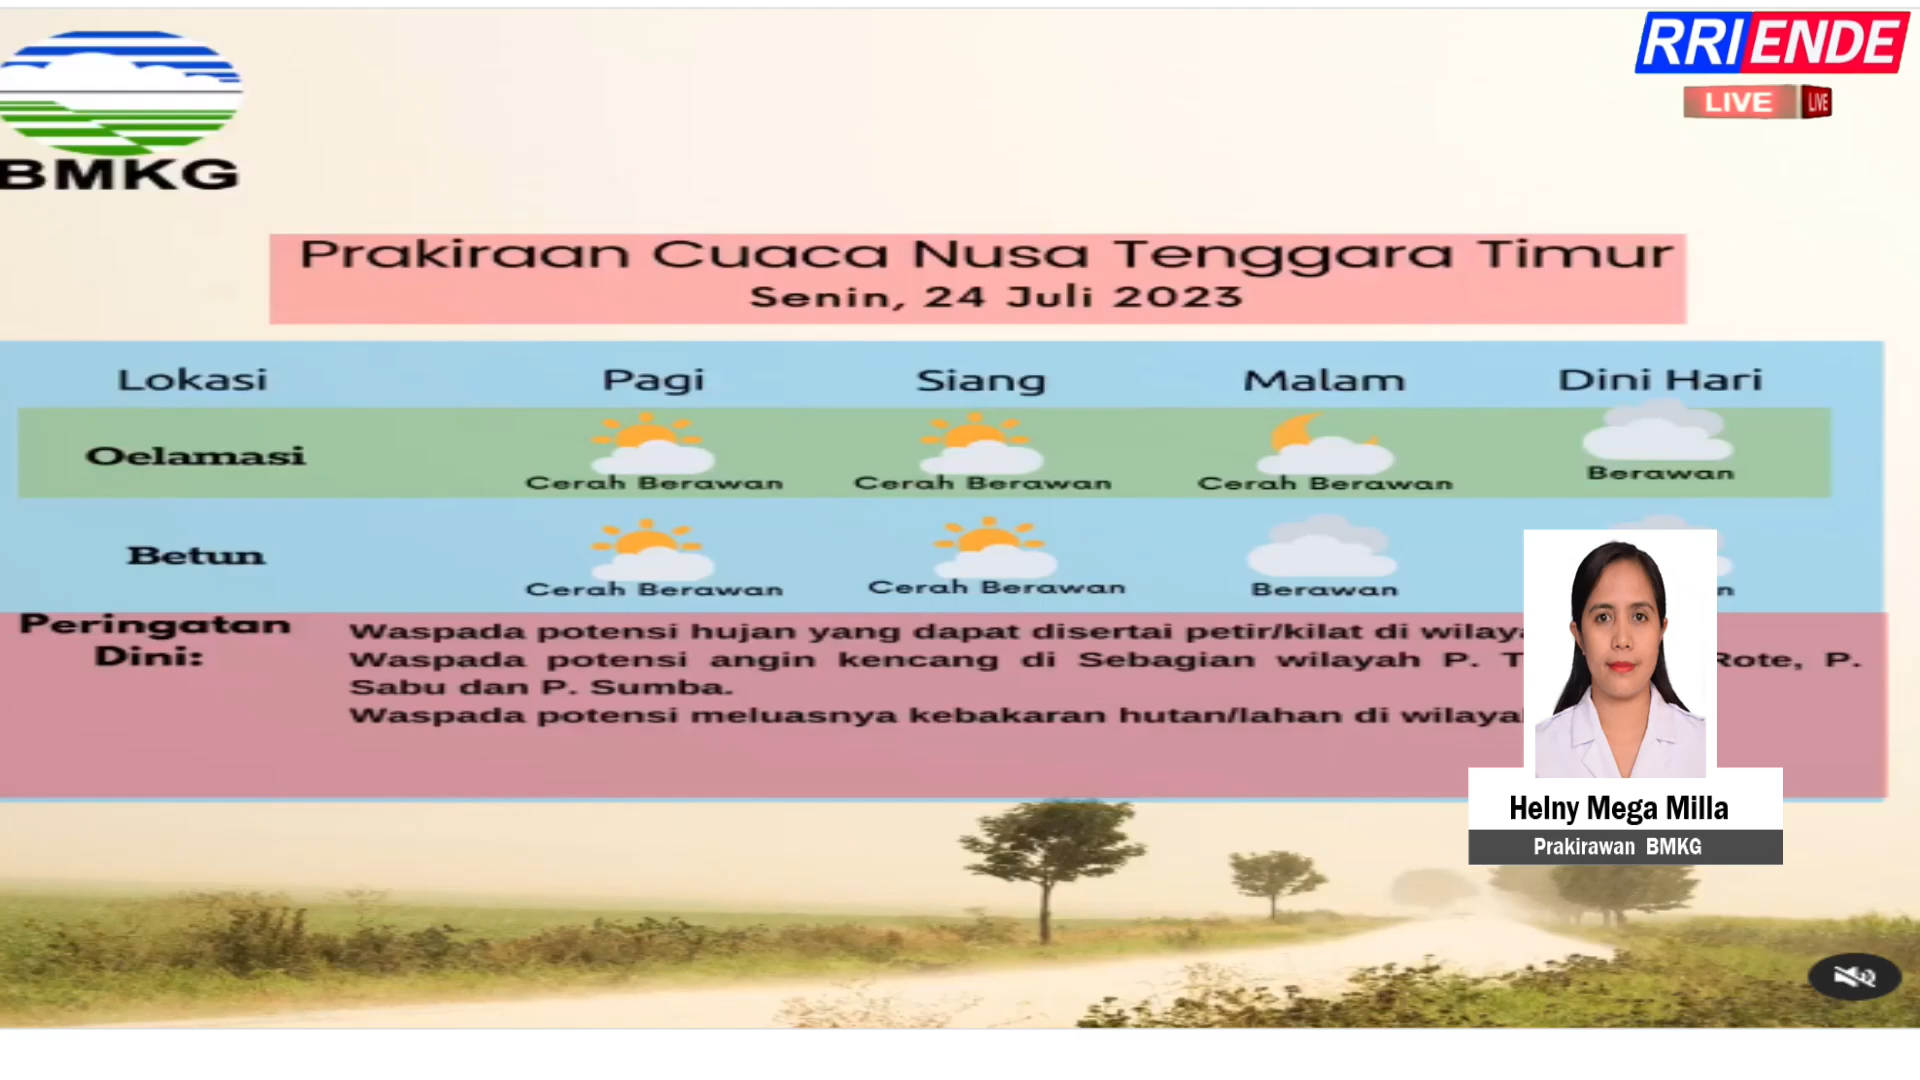 RRI ENDE
LIVE LIVE
BMKG
Prakiraan Cuaca Nusa Tenggara Timur
Senin, 24 Juli 2023
Lokasi Pagi Siang Malam Dini Hari
Oelamasi
Cerah Berawan Cerah Berawan Cerah Berawan Berawan
Betun
Cerah Berawan Cerah Berawan Berawan
Peringatan
Dini:
Waspada potensi hujan yang dapat disertai petir/kilat di
Waspada potensi angin kencang di Sebagian wilayah P. Rote, P.
Sabu dan P. Sumba.
Waspada potensi meluasnya kebakaran hutan/lahan di
Helny Mega Milla
Prakirawan BMKG